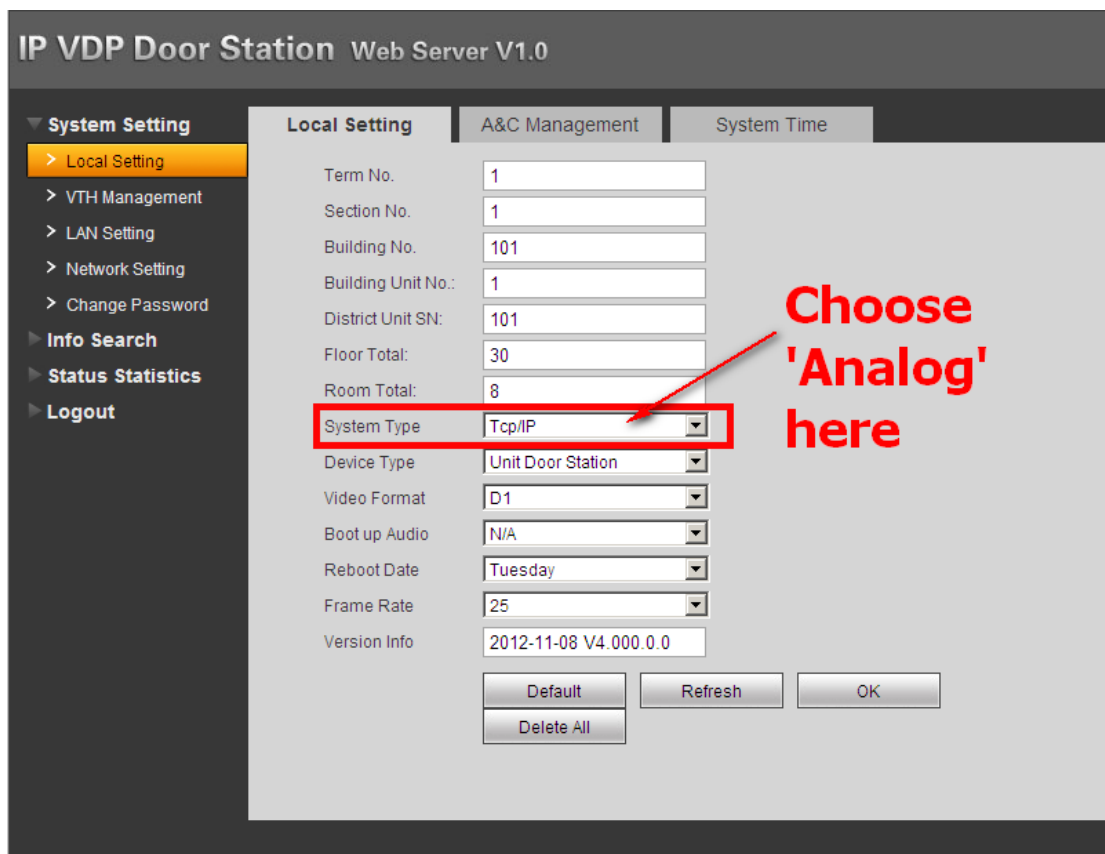 IP VDP Door Station Web Server V1.0
System Setting
Local Setting
VTH Management
LAN Setting
Network Setting
Change Password
Info Search
Status Statistics
Logout
Local Setting A&C Management System Time
Term No. 1
Section No. 1
Building No. 101
Building Unit No.: 1
District Unit SN: 101
Floor Total: 30
Room Total: 8
System Type Tcp/IP
Device Type Unit Door Station
Video Format D1
Boot up Audio N/A
Reboot Date Tuesday
Frame Rate 25
Version Info 2012-11-08 V4.000.0.0
Default Refresh OK
Delete All
Choose
'Analog'
here